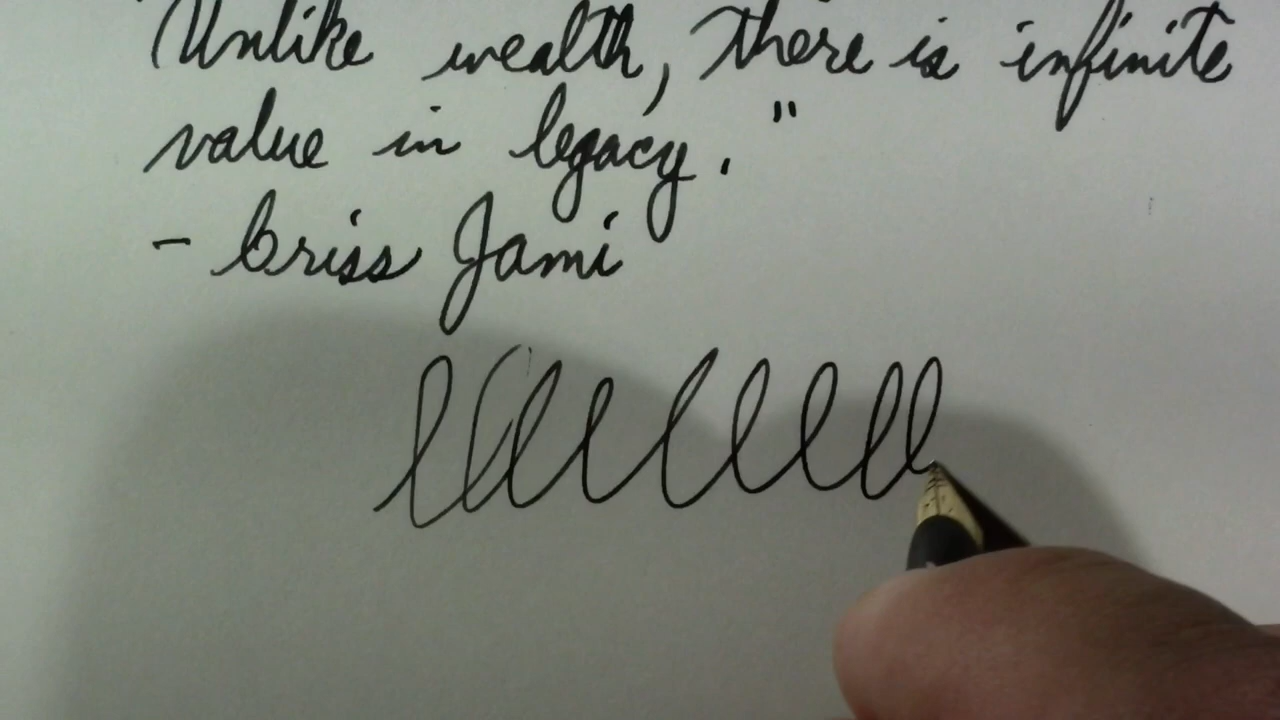 Unlike wealth, there is infinite
value in legacy."
- Criss Jami